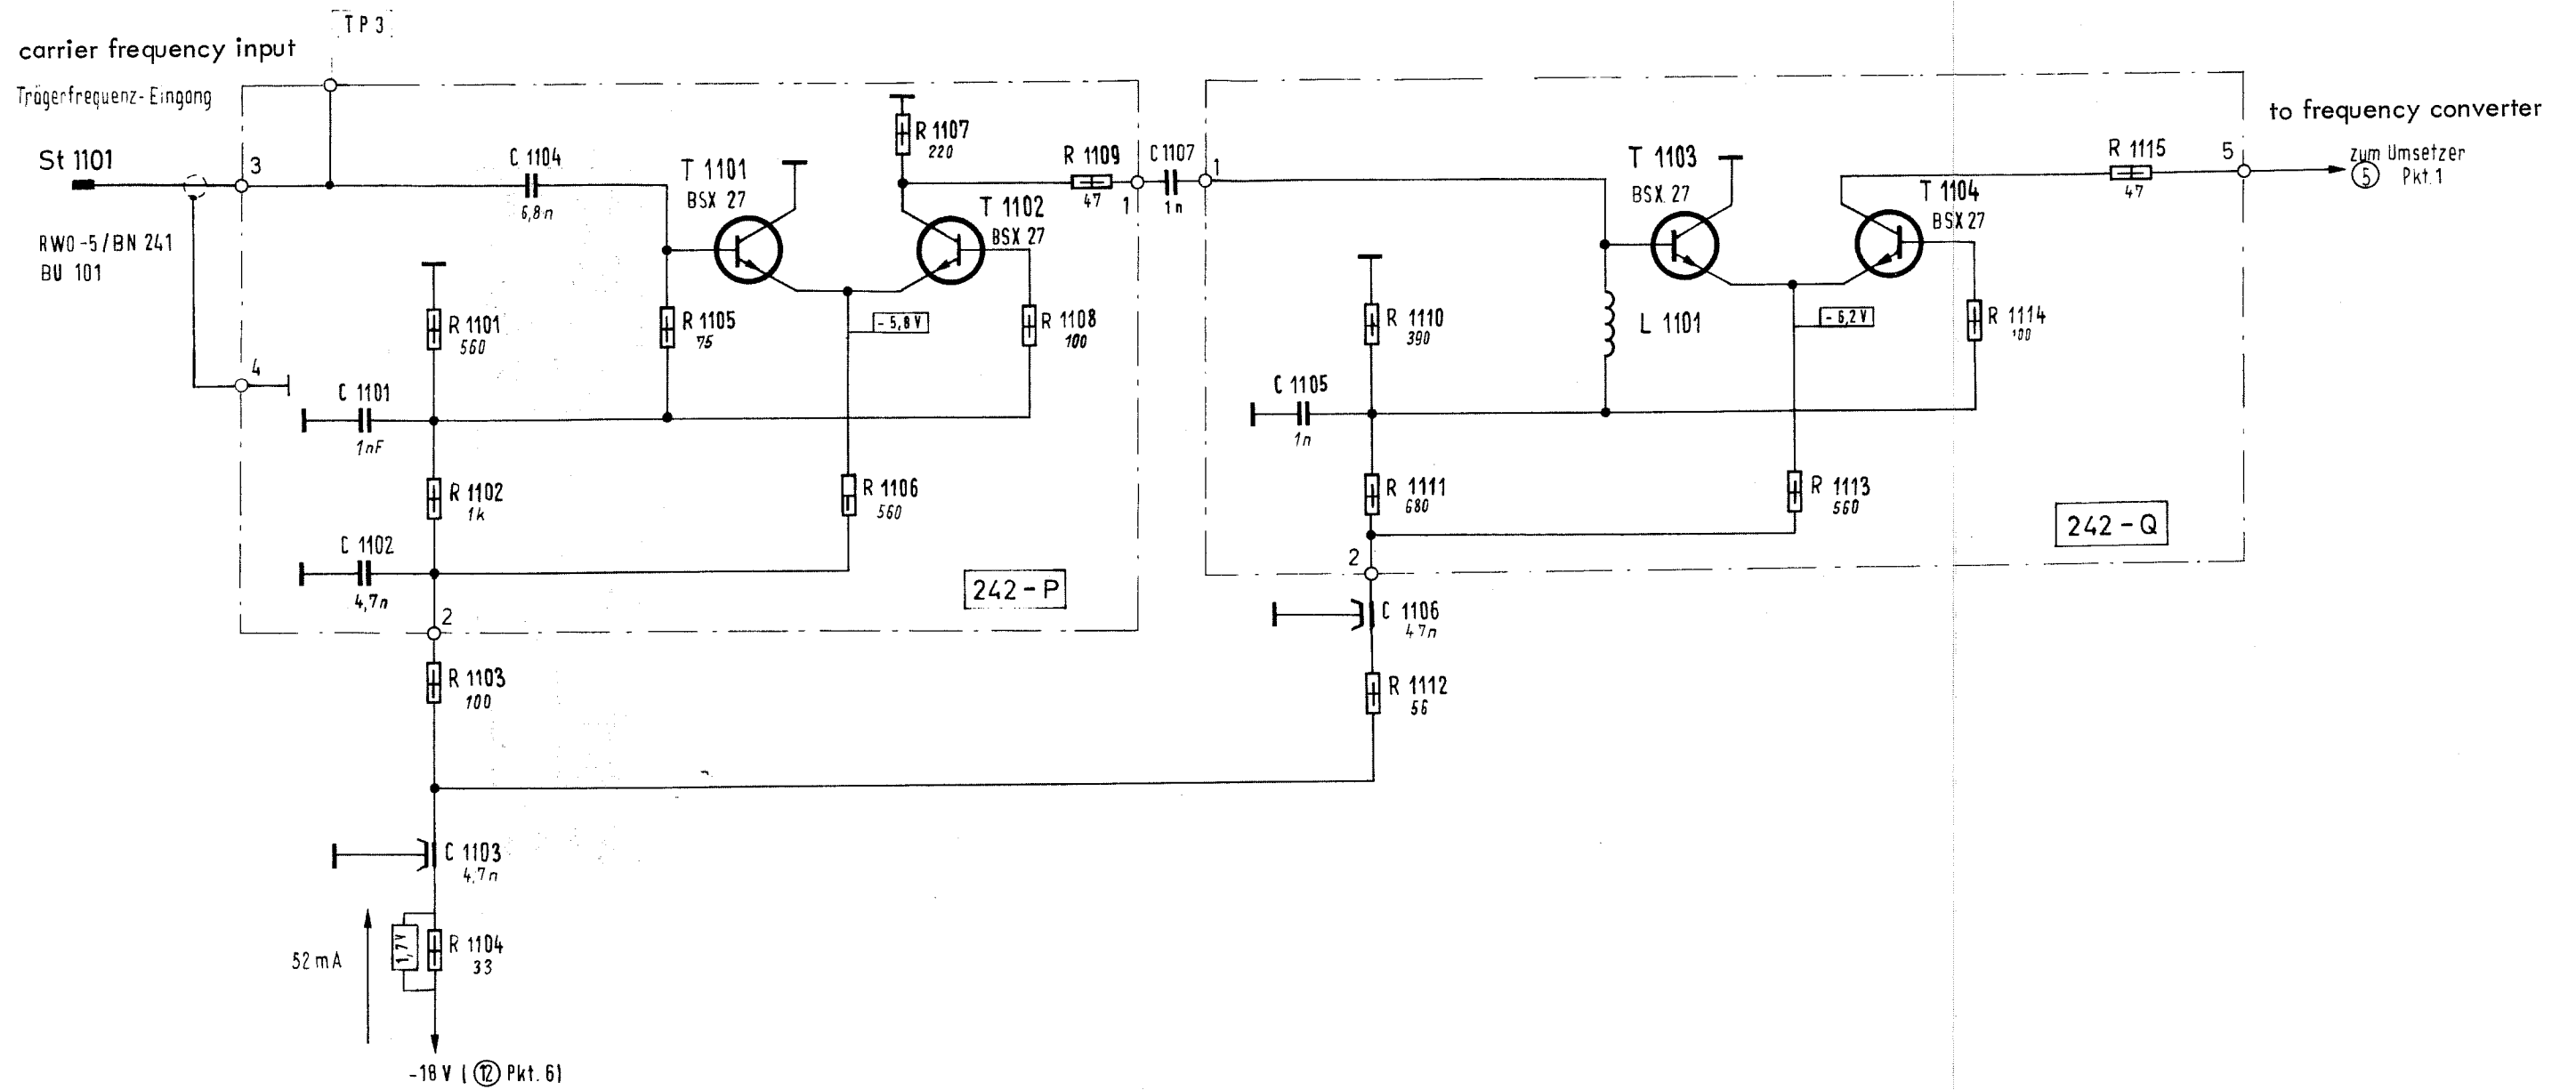 TP3
carrier frequency input
Trägerfrequenz-Eingang
St 1101
RWO-5/BN 241
BU 101
3
4
C 1104
6,8n
T 1101
BSX 27
R 1107
220
T 1102
BSX 27
R 1109
47
1
C 1107
1n
R 1101
560
R 1105
75
-5,8 V
R 1108
100
C 1101
1nF
R 1102
1k
R 1106
560
C 1102
4,7n
242-P
2
R 1103
100
C 1103
4,7n
52mA
1,7V
R 1104
33
-18 V (12 Pkt. 6)
1
T 1103
BSX 27
T 1104
BSX 27
R 1115
47
5
to frequency converter
zum Umsetzer
5 Pkt.1
R 1110
390
L 1101
-6,2 V
R 1114
100
C 1105
1n
R 1111
680
R 1113
560
242-Q
2
C 1106
47n
R 1112
56